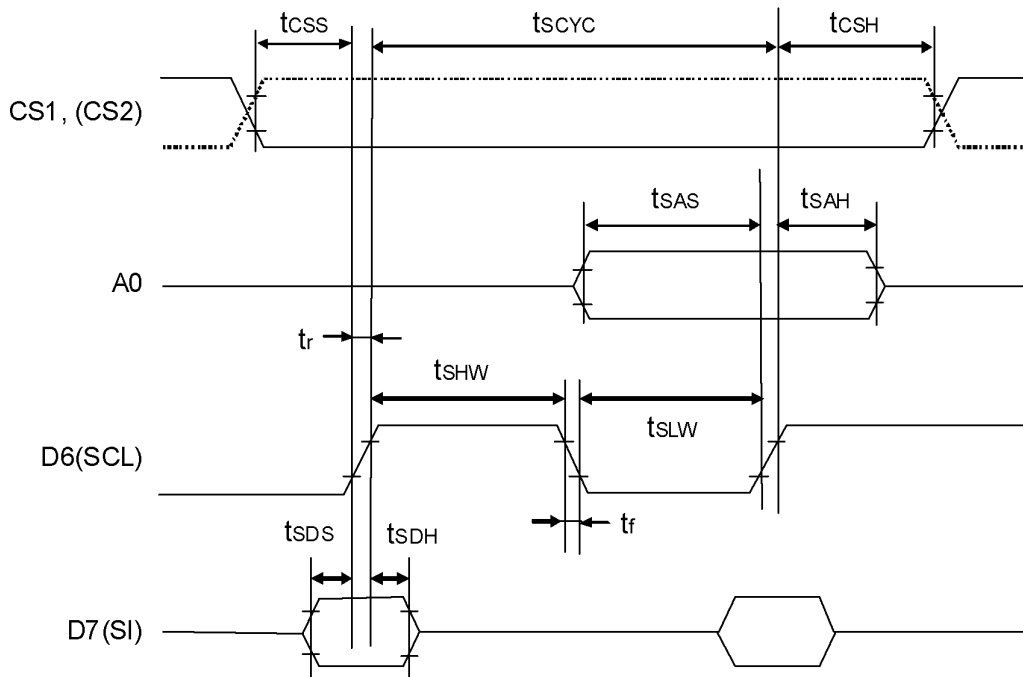 tCSS tSCYC tCSH
CS1, (CS2)
tSAS tSAH
A0
tr
tSHW
tSLW
D6(SCL)
tSDS tSDH tf
D7(SI)